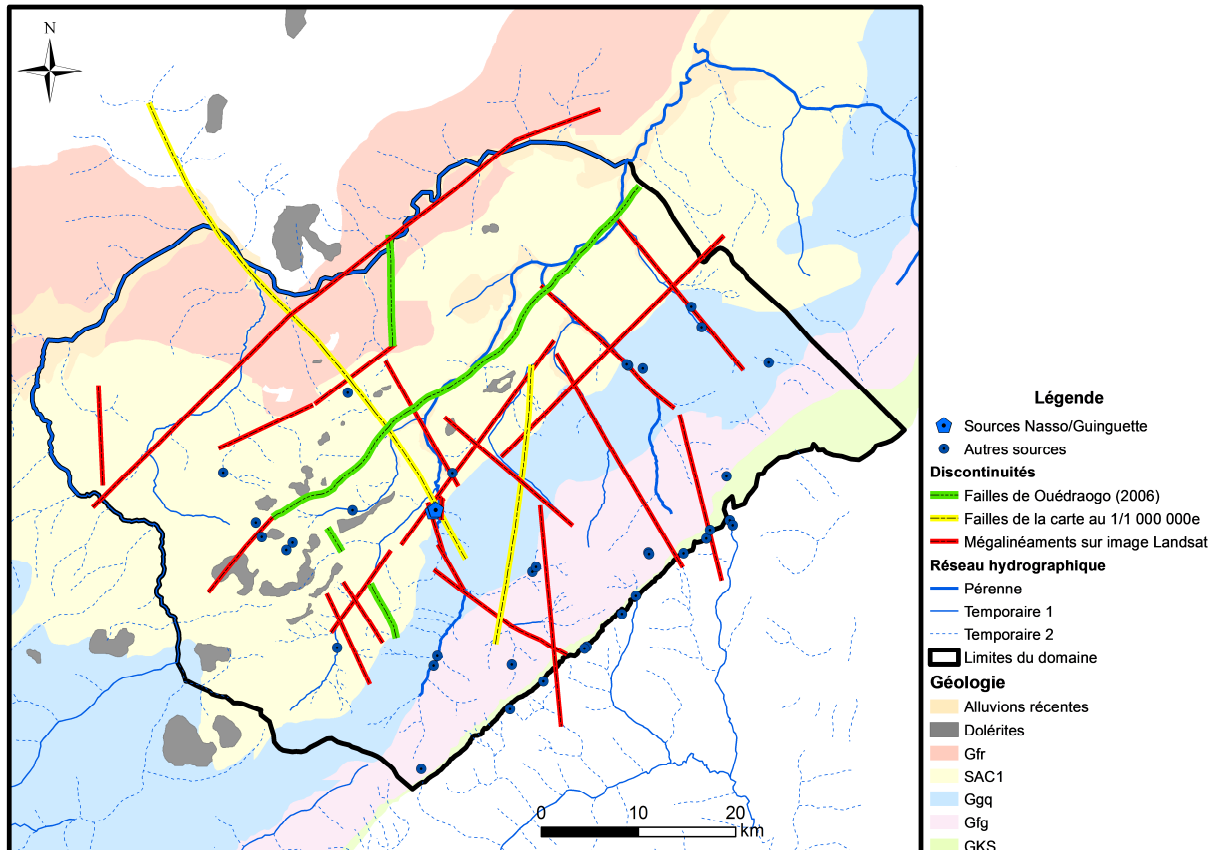 N
Légende
Sources Nasso/Guinguette
Autres sources
Discontinuités
Failles de Ouédraogo (2006)
Failles de la carte au 1/1 000 000e
Mégalinéaments sur image Landsat
Réseau hydrographique
Pérenne
Temporaire 1
Temporaire 2
Limites du domaine
Géologie
Alluvions récentes
Dolérites
Gfr
SAC1
Ggq
Gfg
GKS
0 10 20
km